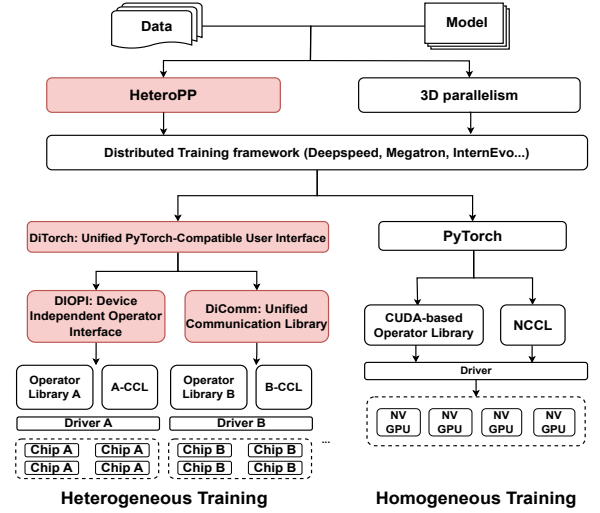 Data
Model
HeteroPP
3D parallelism
Distributed Training framework (Deepspeed, Megatron, InternEvo...)
DiTorch: Unified PyTorch-Compatible User Interface
PyTorch
DIOPI: Device
Independent Operator
Interface
DiComm: Unified
Communication Library
CUDA-based
Operator Library
NCCL
Operator
Library A
A-CCL
Operator
Library B
B-CCL
Driver
Driver A
Driver B
Chip A
Chip A
Chip B
Chip B
Chip A
Chip A
Chip B
Chip B
...
NV
GPU
NV
GPU
NV
GPU
NV
GPU
Heterogeneous Training
Homogeneous Training